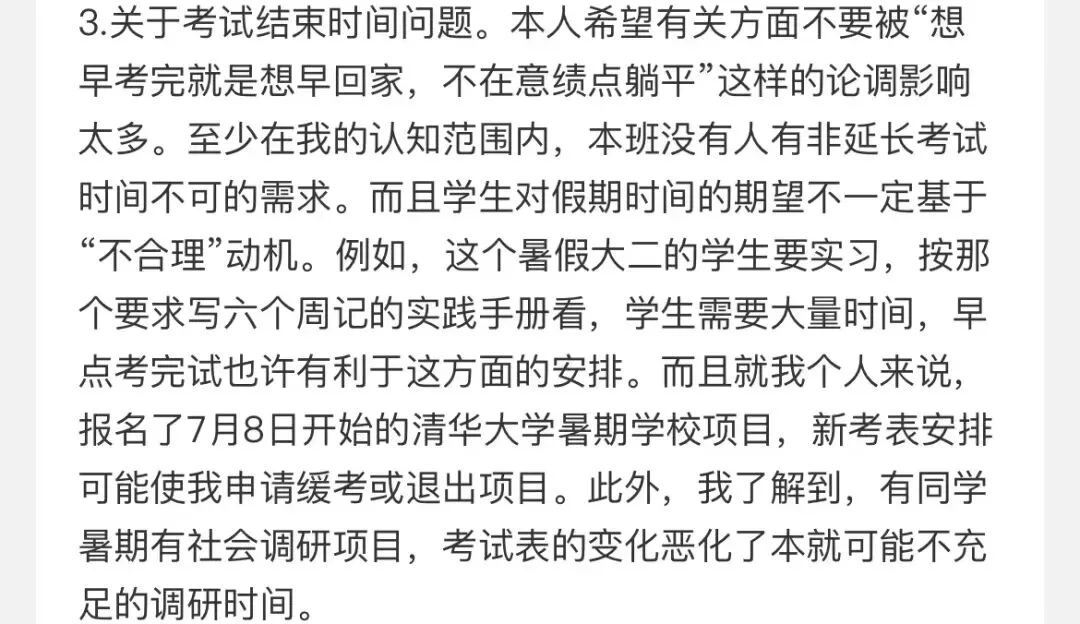 3.关于考试结束时间问题。本人希望有关方面不要被“想
早考完就是想早回家，不在意绩点躺平”这样的论调影响
太多。至少在我的认知范围内，本班没有人有非延长考试
时间不可的需求。而且学生对假期时间的期望不一定基于
“不合理”动机。例如，这个暑假大二的学生要实习，按那
个要求写六个周记的实践手册看，学生需要大量时间，早
点考完试也许有利于这方面的安排。而且就我个人来说，
报名了7月8日开始的清华大学暑期学校项目，新考表安排
可能使我申请缓考或退出项目。此外，我了解到，有同学
暑期有社会调研项目，考试表的变化恶化了本就可能不充
足的调研时间。